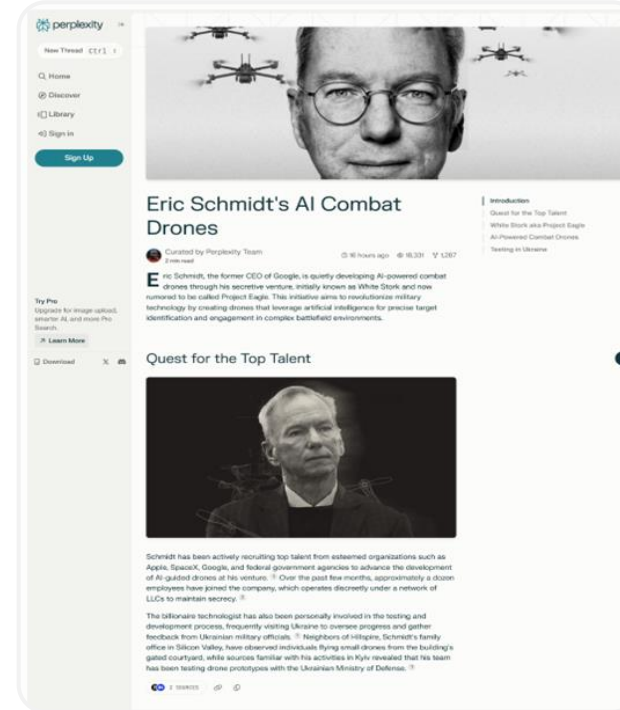 perplexity
New Thread Ctrl I
Home
Discover
Library
Sign in
Sign Up
Try Pro
Upgrade for image upload,
smarter AI, and more Pro
Search.
Learn More
Download
Eric Schmidt's AI Combat
Drones
Curated by Perplexity Team
2 min read
16 hours ago 16,331 1,267
Eric Schmidt, the former CEO of Google, is quietly developing AI-powered combat
drones through his secretive venture, initially known as White Stork and now
rumored to be called Project Eagle. This initiative aims to revolutionize military
technology by creating drones that leverage artificial intelligence for precise target
identification and engagement in complex battlefield environments.
Introduction
Quest for the Top Talent
White Stork aka Project Eagle
AI-Powered Combat Drones
Testing in Ukraine
Quest for the Top Talent
Schmidt has been actively recruiting top talent from esteemed organizations such as
Apple, SpaceX, Google, and federal government agencies to advance the development
of AI-guided drones at his venture. Over the past few months, approximately a dozen
employees have joined the company, which operates discreetly under a network of
LLCs to maintain secrecy.
The billionaire technologist has also been personally involved in the testing and
development process, frequently visiting Ukraine to oversee progress and gather
feedback from Ukrainian military officials. Neighbors of Hillspire, Schmidt's family
office in Silicon Valley, have observed individuals flying small drones from the building's
gated courtyard, while sources familiar with his activities in Kyiv revealed that his team
has been testing drone prototypes with the Ukrainian Ministry of Defense.
2 SOURCES